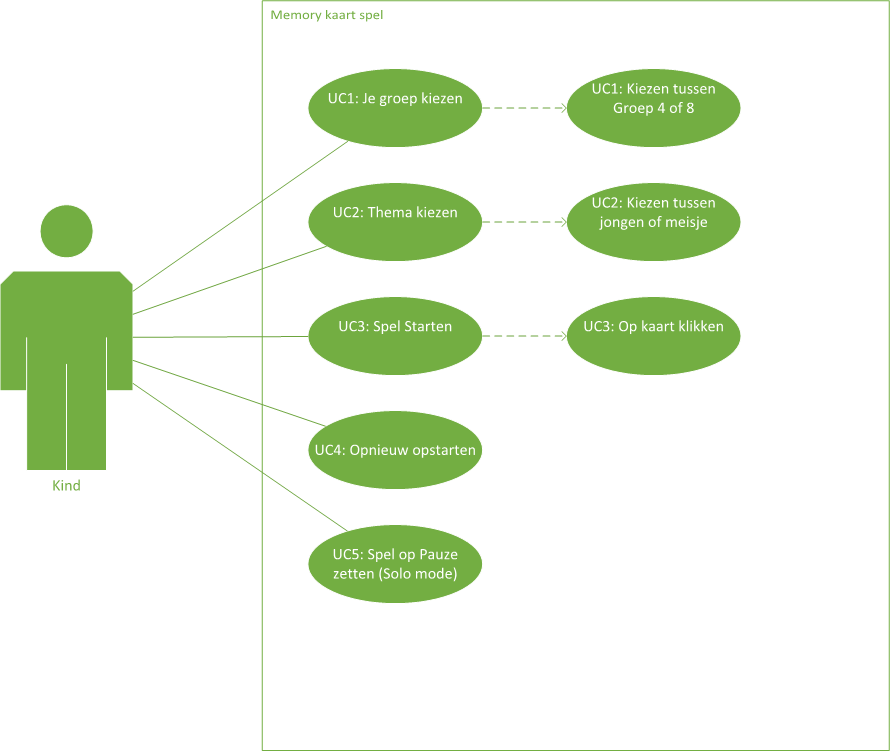 Memory kaart spel
UC1: Je groep kiezen
UC1: Kiezen tussen
Groep 4 of 8
UC2: Thema kiezen
UC2: Kiezen tussen
jongen of meisje
UC3: Spel Starten
UC3: Op kaart klikken
UC4: Opnieuw opstarten
Kind
UC5: Spel op Pauze
zetten (Solo mode)